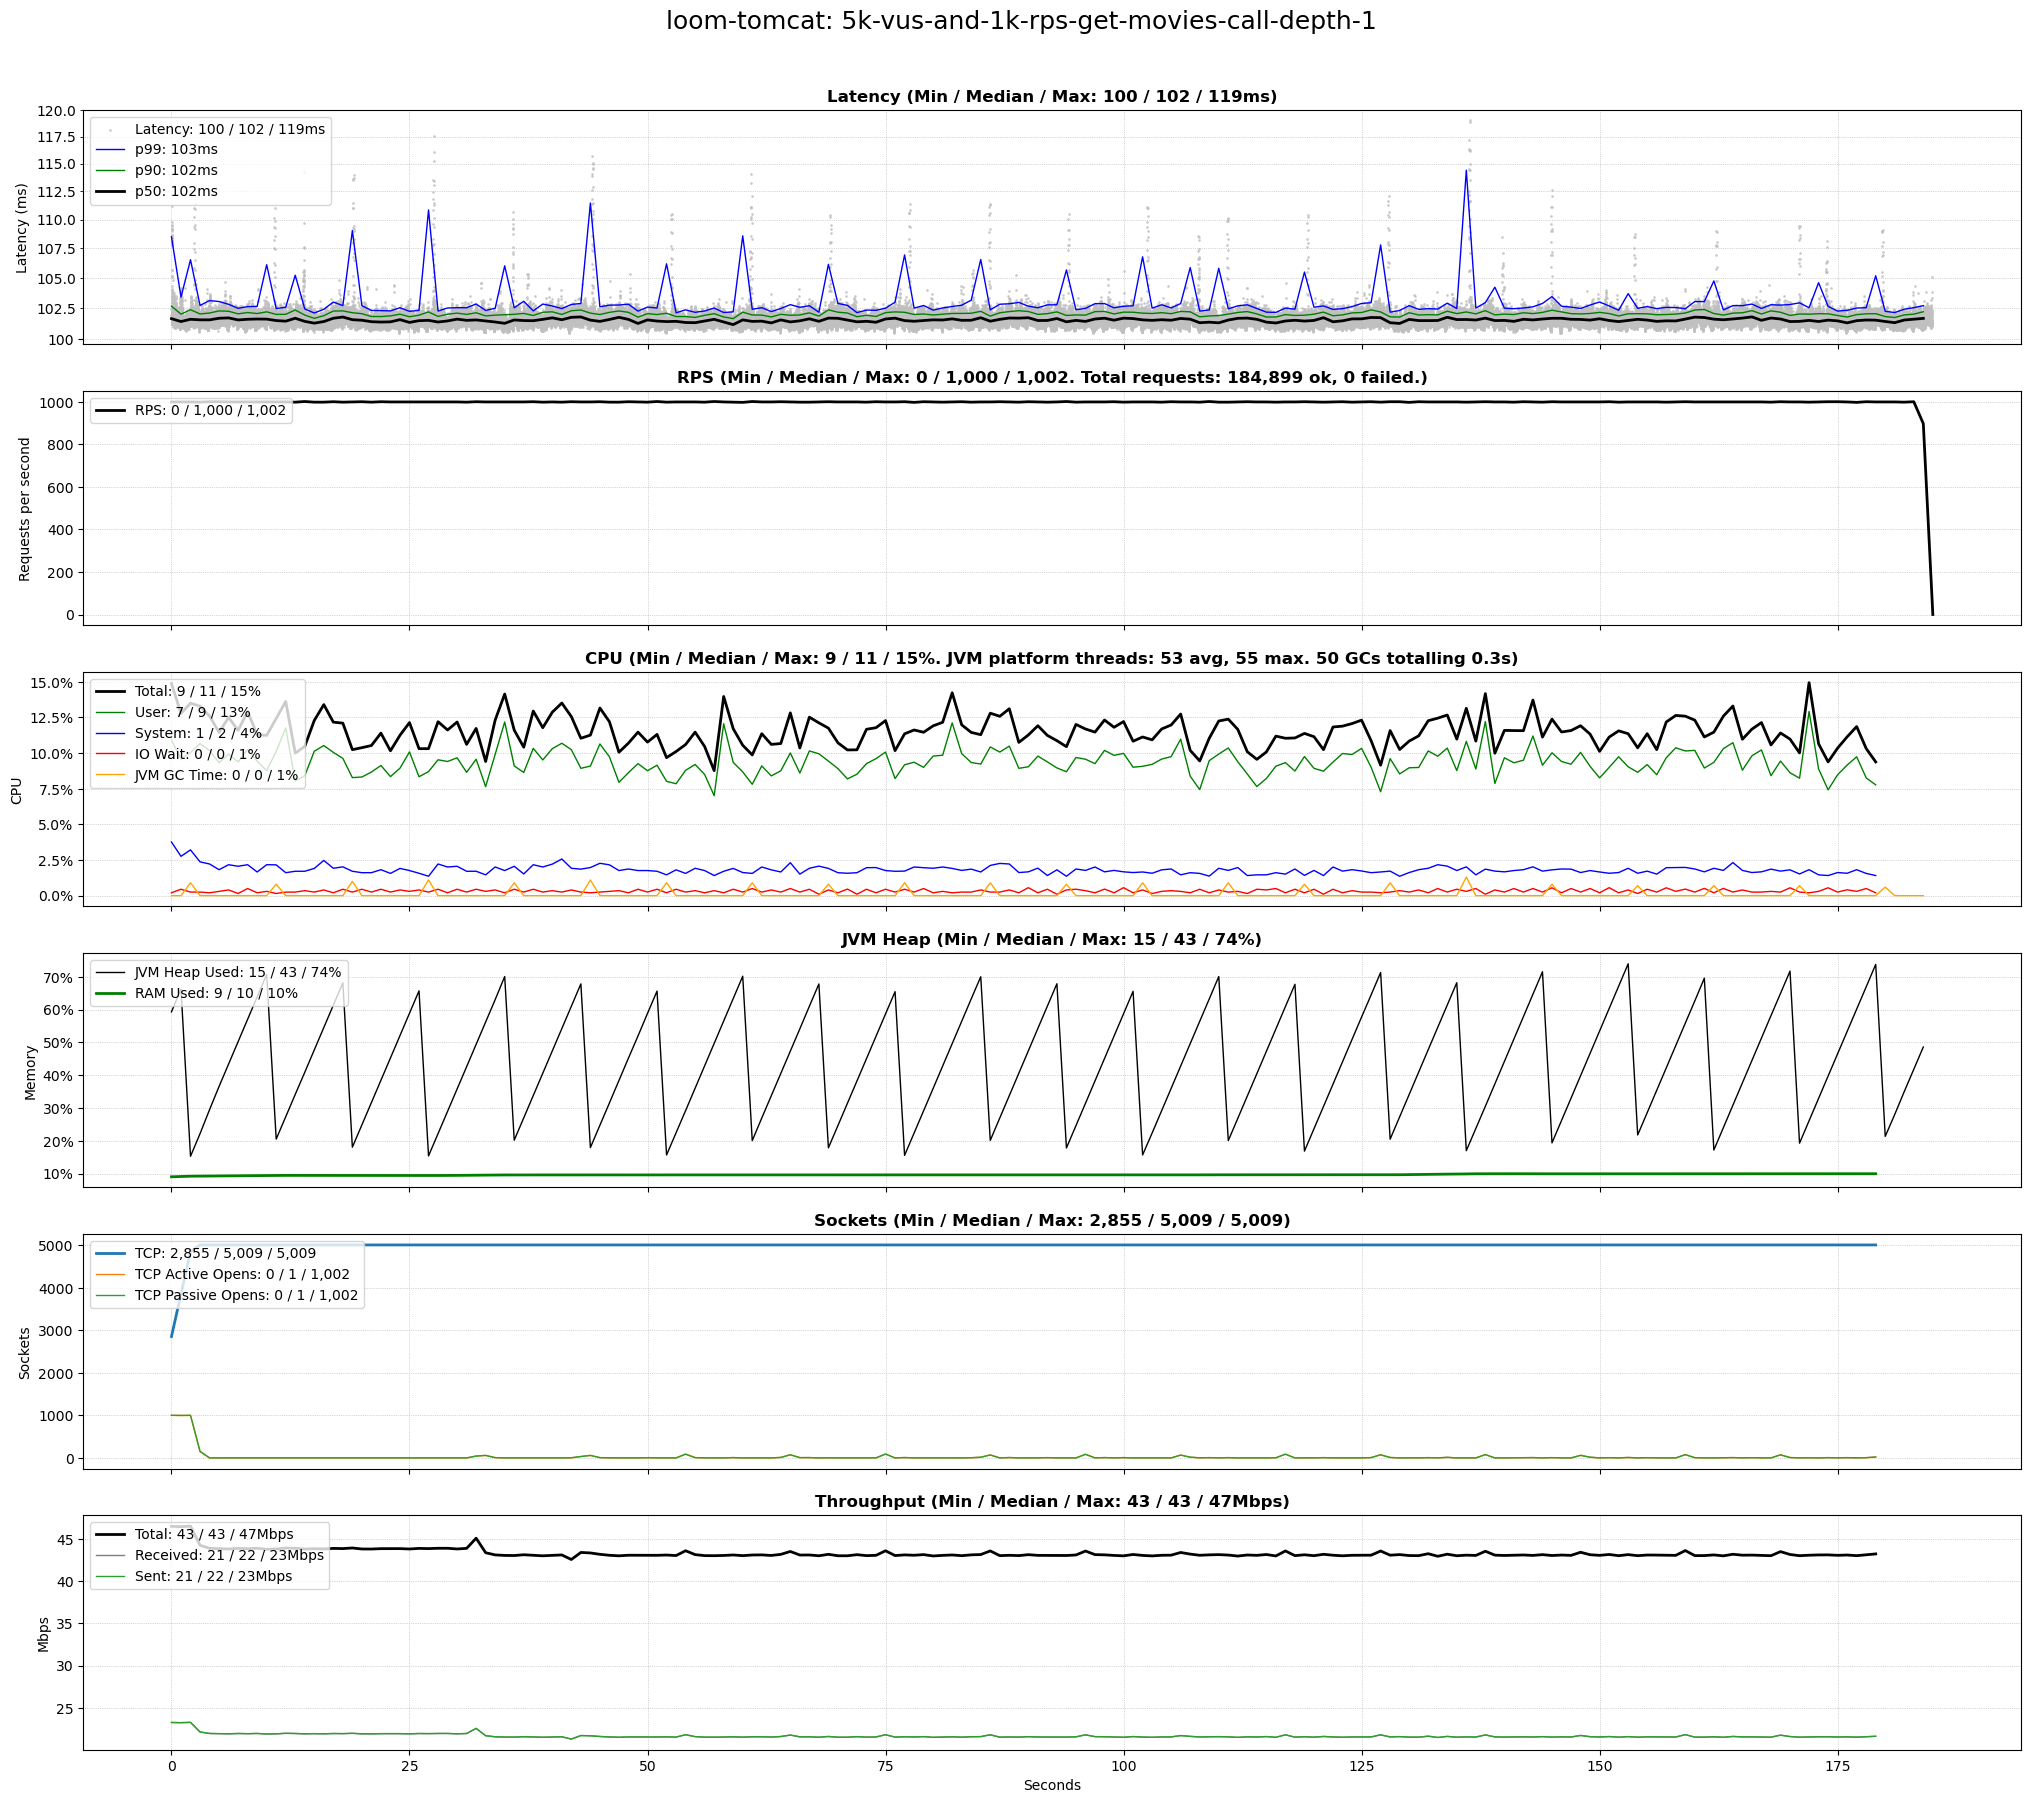 loom-tomcat: 5k-vus-and-1k-rps-get-movies-call-depth-1
Latency (Min / Median / Max: 100 / 102 / 119ms)
Latency: 100 / 102 / 119ms
p99: 103ms
p90: 102ms
p50: 102ms
Latency (ms)
120.0
117.5
115.0
112.5
110.0
107.5
105.0
102.5
100
RPS (Min / Median / Max: 0 / 1,000 / 1,002. Total requests: 184,899 ok, 0 failed.)
RPS: 0 / 1,000 / 1,002
Requests per second
1000
800
600
400
200
0
CPU (Min / Median / Max: 9 / 11 / 15%. JVM platform threads: 53 avg, 55 max. 50 GCs totalling 0.3s)
Total: 9 / 11 / 15%
User: 7 / 9 / 13%
System: 1 / 2 / 4%
IO Wait: 0 / 0 / 1%
JVM GC Time: 0 / 0 / 1%
CPU
15.0%
12.5%
10.0%
7.5%
5.0%
2.5%
0.0%
JVM Heap (Min / Median / Max: 15 / 43 / 74%)
JVM Heap Used: 15 / 43 / 74%
RAM Used: 9 / 10 / 10%
Memory
70%
60%
50%
40%
30%
20%
10%
Sockets (Min / Median / Max: 2,855 / 5,009 / 5,009)
TCP: 2,855 / 5,009 / 5,009
TCP Active Opens: 0 / 1 / 1,002
TCP Passive Opens: 0 / 1 / 1,002
Sockets
5000
4000
3000
2000
1000
0
Throughput (Min / Median / Max: 43 / 43 / 47Mbps)
Total: 43 / 43 / 47Mbps
Received: 21 / 22 / 23Mbps
Sent: 21 / 22 / 23Mbps
Mbps
45
40
35
30
25
0 25 50 75 100 125 150 175
Seconds